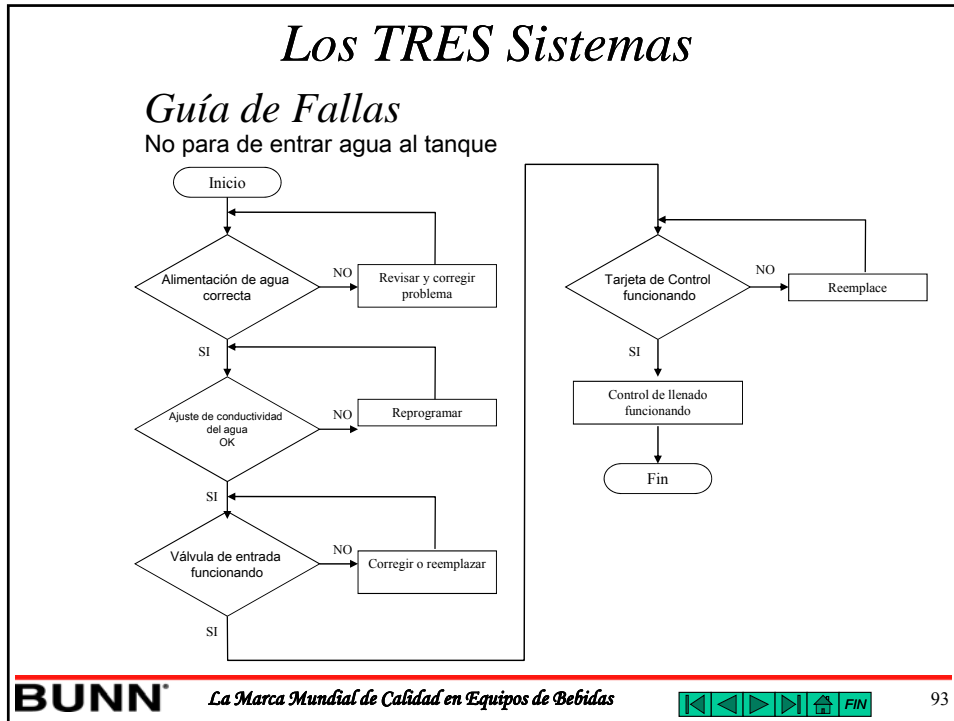 Los TRES Sistemas
Guía de Fallas
No para de entrar agua al tanque
Inicio
Alimentación de agua
correcta
NO
Revisar y corregir
problema
SI
Ajuste de conductividad
del agua
OK
NO
Reprogramar
SI
Válvula de entrada
funcionando
NO
Corregir o reemplazar
SI
Tarjeta de Control
funcionando
NO
Reemplace
SI
Control de llenado
funcionando
Fin
BUNN®
La Marca Mundial de Calidad en Equipos de Bebidas
FIN
93